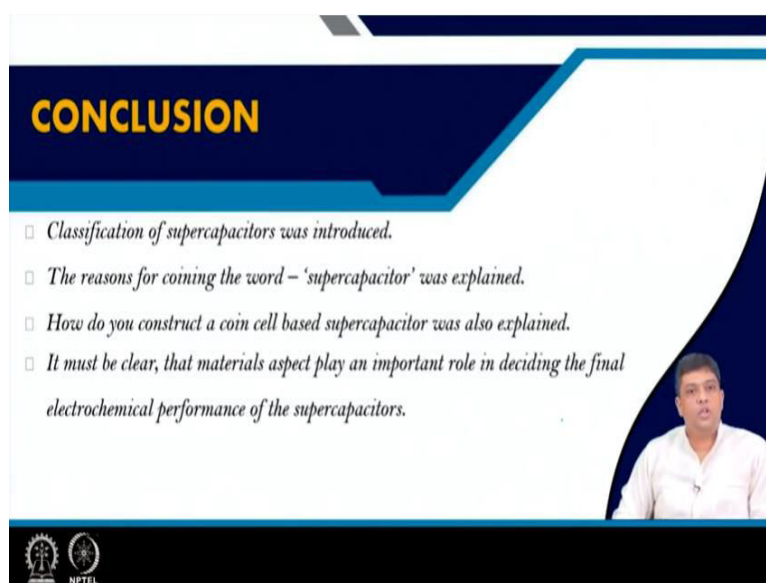 CONCLUSION
Classification of supercapacitors was introduced.
The reasons for coining the word – ‘supercapacitor’ was explained.
How do you construct a coin cell based supercapacitor was also explained.
It must be clear, that materials aspect play an important role in deciding the final
electrochemical performance of the supercapacitors.
NPTEL